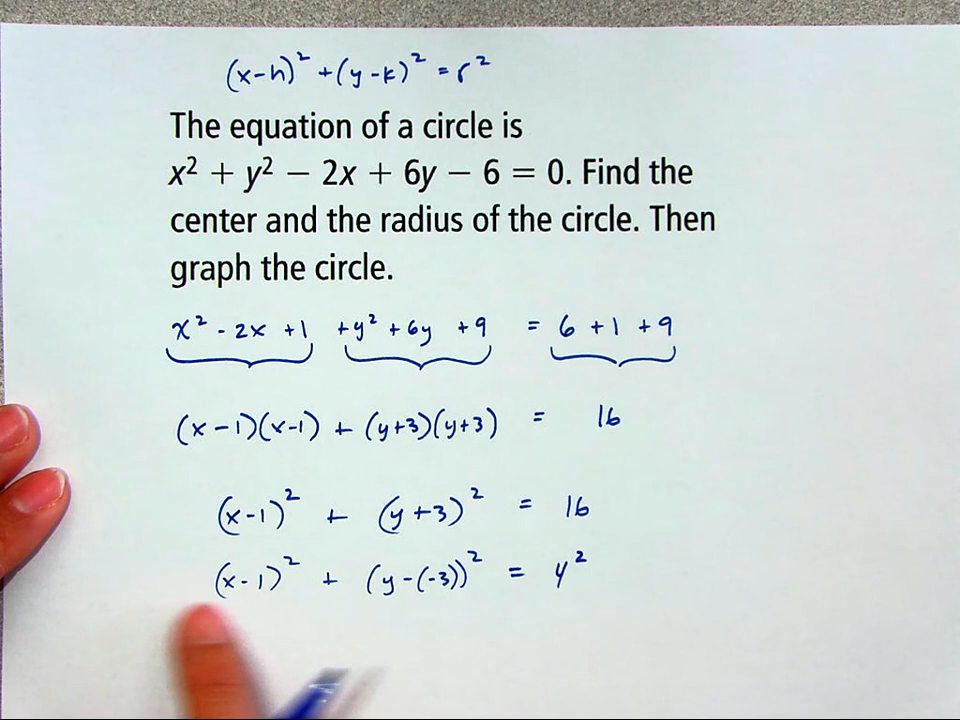 (x-h)² + (y-k)² = r²
The equation of a circle is
x² + y² − 2x + 6y − 6 = 0. Find the
center and the radius of the circle. Then
graph the circle.
x² - 2x + 1 + y² + 6y + 9 = 6 + 1 + 9
(x-1)(x-1) + (y+3)(y+3) = 16
(x-1)² + (y+3)² = 16
(x-1)² + (y-(-3))² = 4²